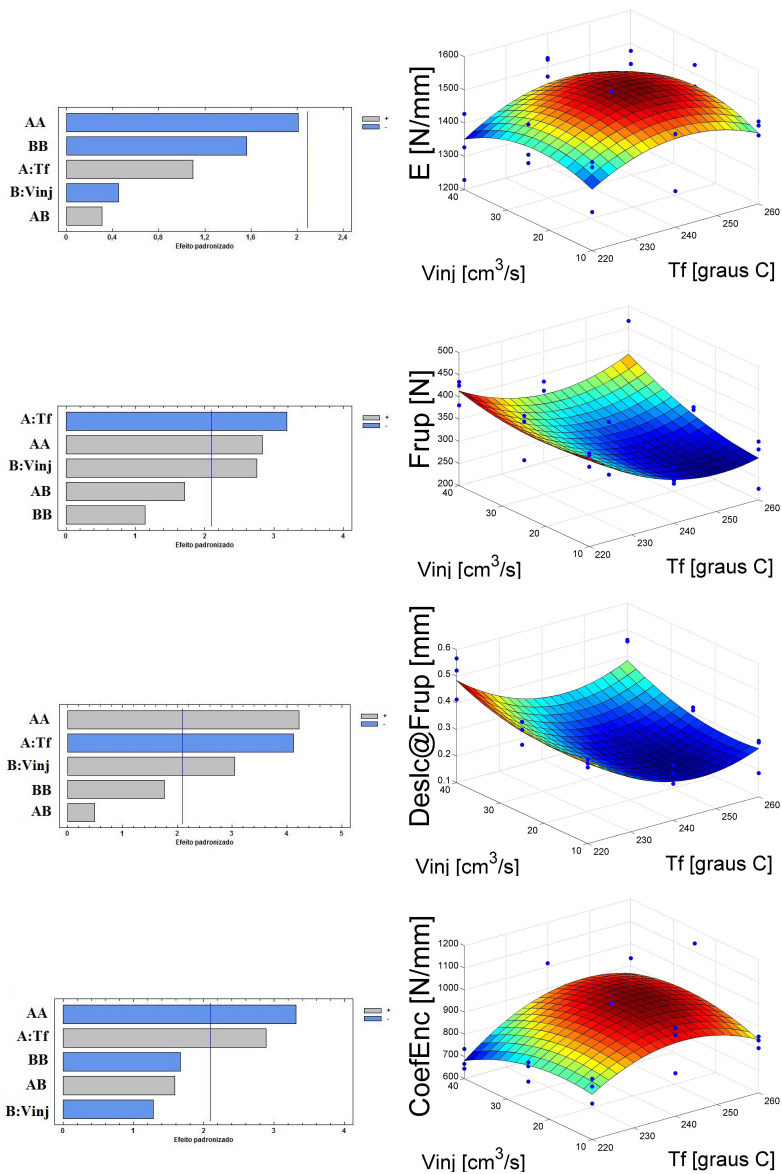 AA
BB
A:Tf
B:Vinj
AB
0 0,4 0,8 1,2 1,6 2 2,4
Efeito padronizado
+
-
E [N/mm]
1600
1500
1400
1300
1200
40
30
20
10
220
230
240
250
260
Vinj [cm3/s]
Tf [graus C]
A:Tf
AA
B:Vinj
AB
BB
0 1 2 3 4
Efeito padronizado
+
-
Frup [N]
500
450
400
350
300
250
200
40
30
20
10
220
230
240
250
260
Vinj [cm3/s]
Tf [graus C]
AA
A:Tf
B:Vinj
BB
AB
0 1 2 3 4 5
Efeito padronizado
+
-
Deslc@Frup [mm]
0.6
0.5
0.4
0.3
0.2
0.1
40
30
20
10
220
230
240
250
260
Vinj [cm3/s]
Tf [graus C]
AA
A:Tf
BB
AB
B:Vinj
0 1 2 3 4
Efeito padronizado
+
-
CoefEnc [N/mm]
1200
1100
1000
900
800
700
600
40
30
20
10
220
230
240
250
260
Vinj [cm3/s]
Tf [graus C]